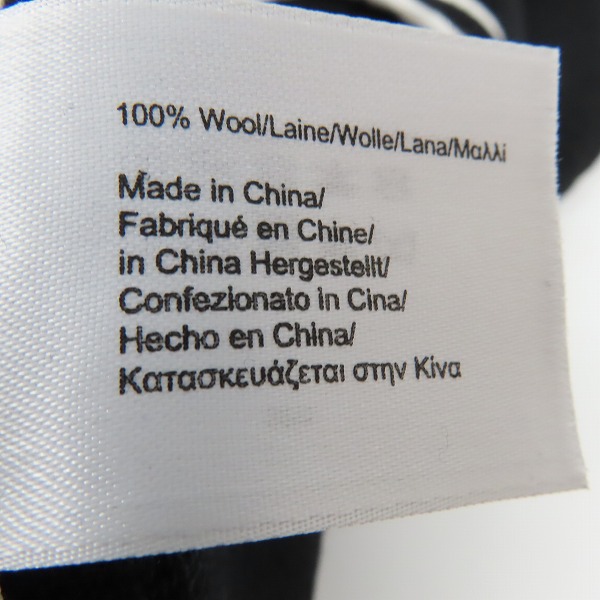 100% Wool/Laine/Wolle/Lana/Μαλλί
Made in China/
Fabriqué en Chine/
in China Hergestellt/
Confezionato in Cina/
Hecho en China/
Κατασκευάζεται στην Κίνα